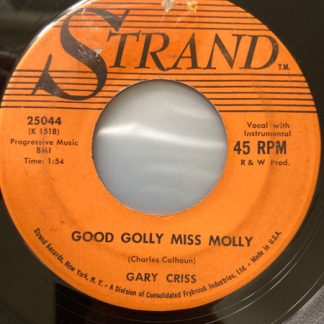 STRAND
T.M.
25044
(K 1518)
Progressive Music
BMI
Time: 1:54
Vocal with
Instrumental
45 RPM
R & W Prod.
GOOD GOLLY MISS MOLLY
(Charles Calhoun)
GARY CRISS
Strand Records, New York, N. Y. - A Division of Consolidated Frybrook Industries, Ltd. - Made in U.S.A.